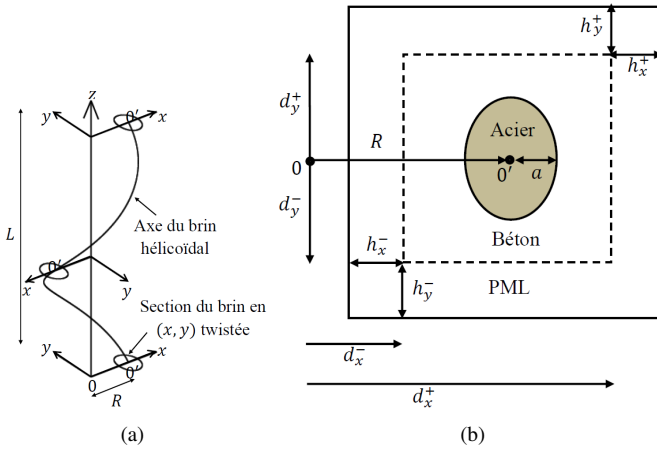 z
y
0'
x
L
Axe du brin
hélicoïdal
0'
x
y
Section du brin en
(x, y) twistée
y
x
0'
0
R
(a)
h_y^+
h_x^+
d_y^+
Acier
R
0
0'
a
d_y^-
Béton
h_x^-
h_y^-
PML
d_x^-
d_x^+
(b)